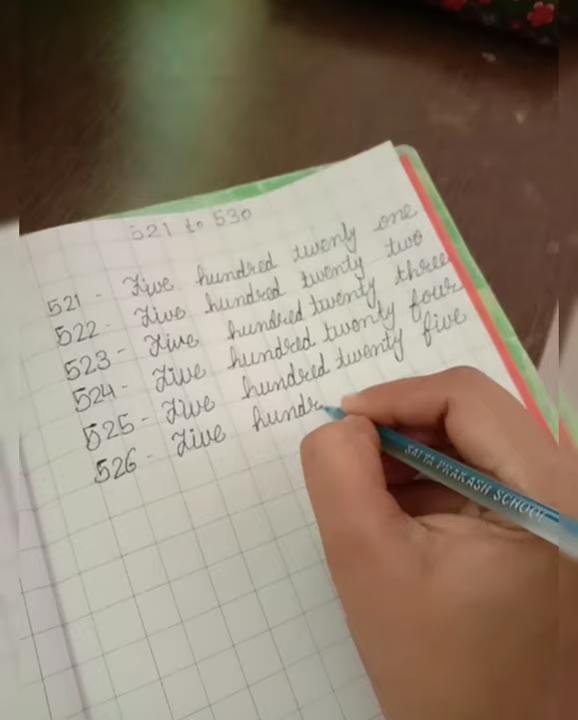 521 to 530
521 - Five hundred twenty one
522 - Five hundred twenty two
523 - Five hundred twenty three
524 - Five hundred twenty four
525 - Five hundred twenty five
526 - Five hundr
SATYA PRAKASH SCHOOL